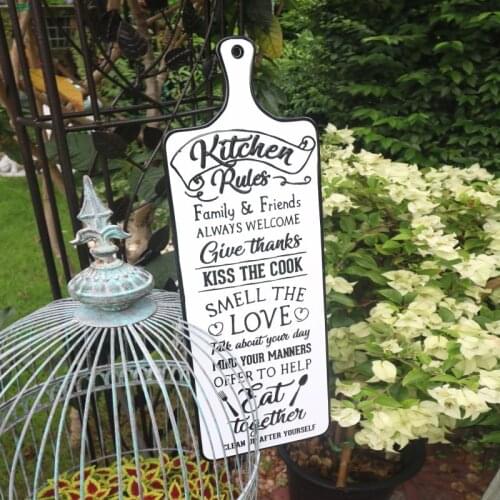 Kitchen
Rules
Family & Friends
ALWAYS WELCOME
Give thanks
KISS THE COOK
SMELL THE
LOVE
Talk about your day
MIND YOUR MANNERS
OFFER TO HELP
Eat
together
CLEAN UP AFTER YOURSELF